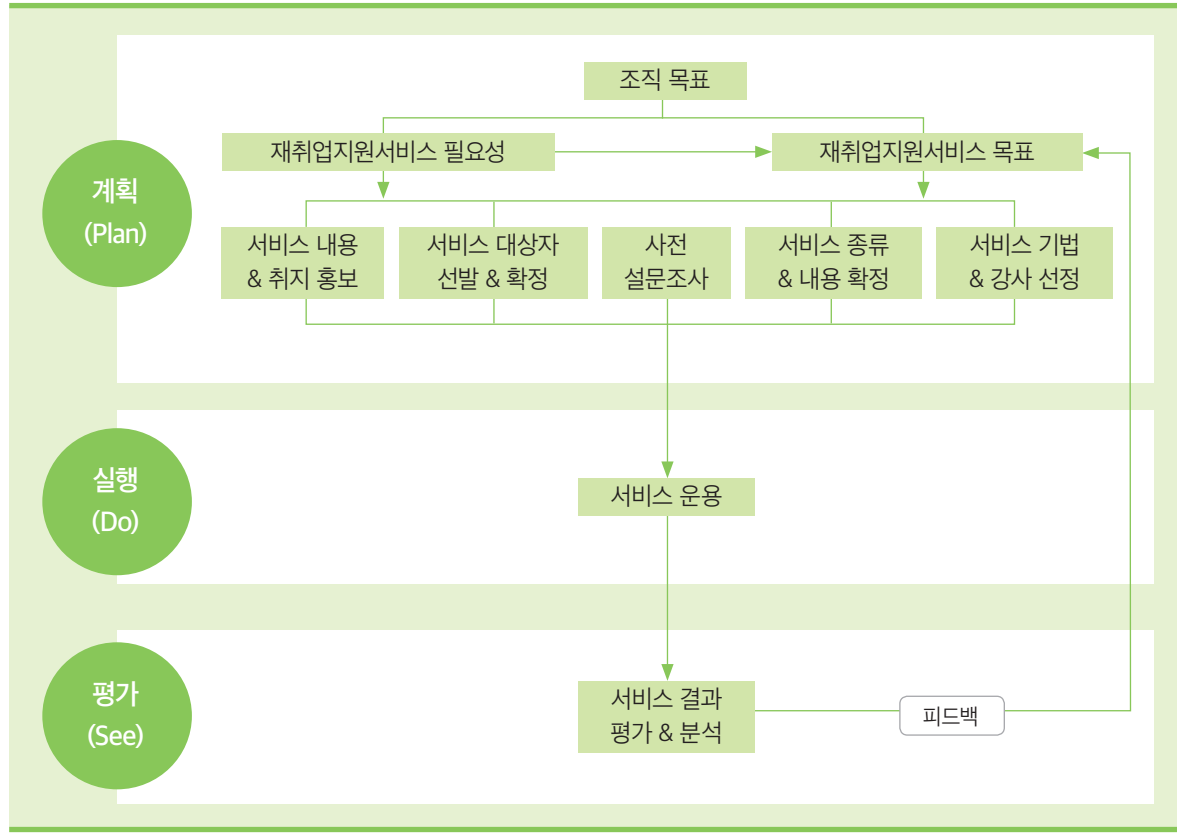 조직 목표
재취업지원서비스 필요성
재취업지원서비스 목표
계획
(Plan)
서비스 내용
& 취지 홍보
서비스 대상자
선발 & 확정
사전
설문조사
서비스 종류
& 내용 확정
서비스 기법
& 강사 선정
실행
(Do)
서비스 운용
평가
(See)
서비스 결과
평가 & 분석
피드백